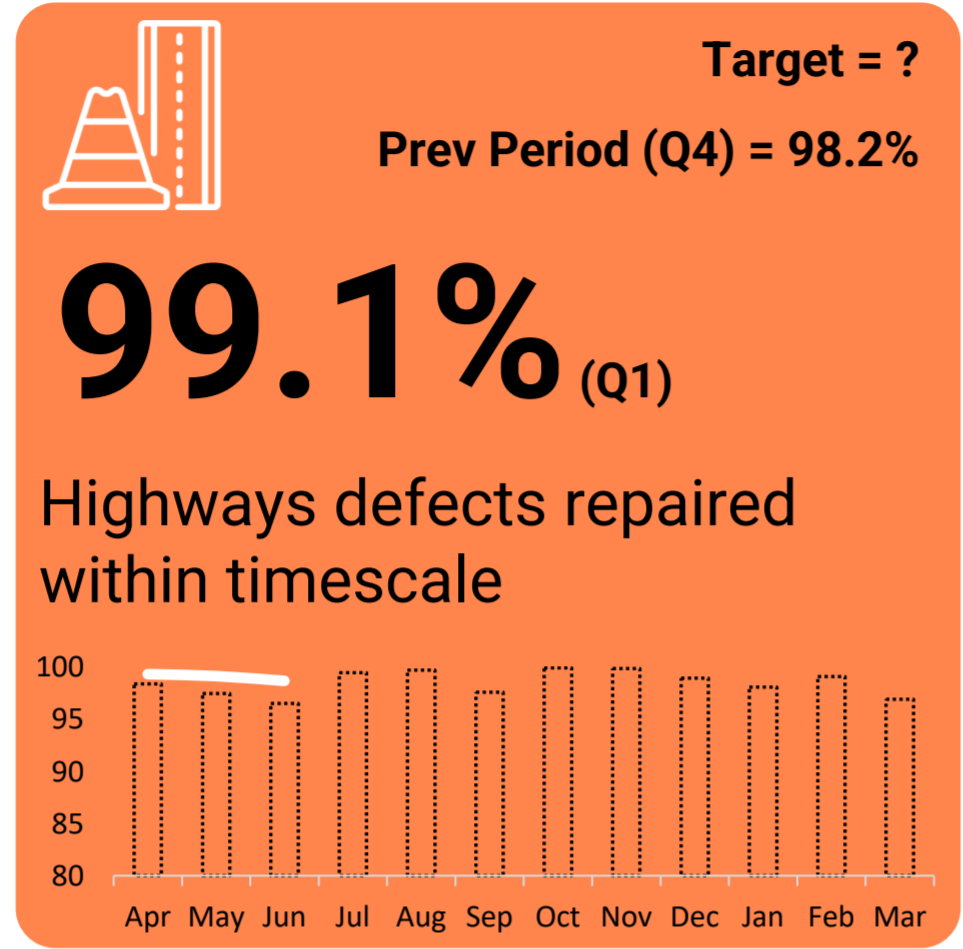 Target = ?
Prev Period (Q4) = 98.2%
99.1% (Q1)
Highways defects repaired
within timescale
100
95
90
85
80
Apr May Jun Jul Aug Sep Oct Nov Dec Jan Feb Mar